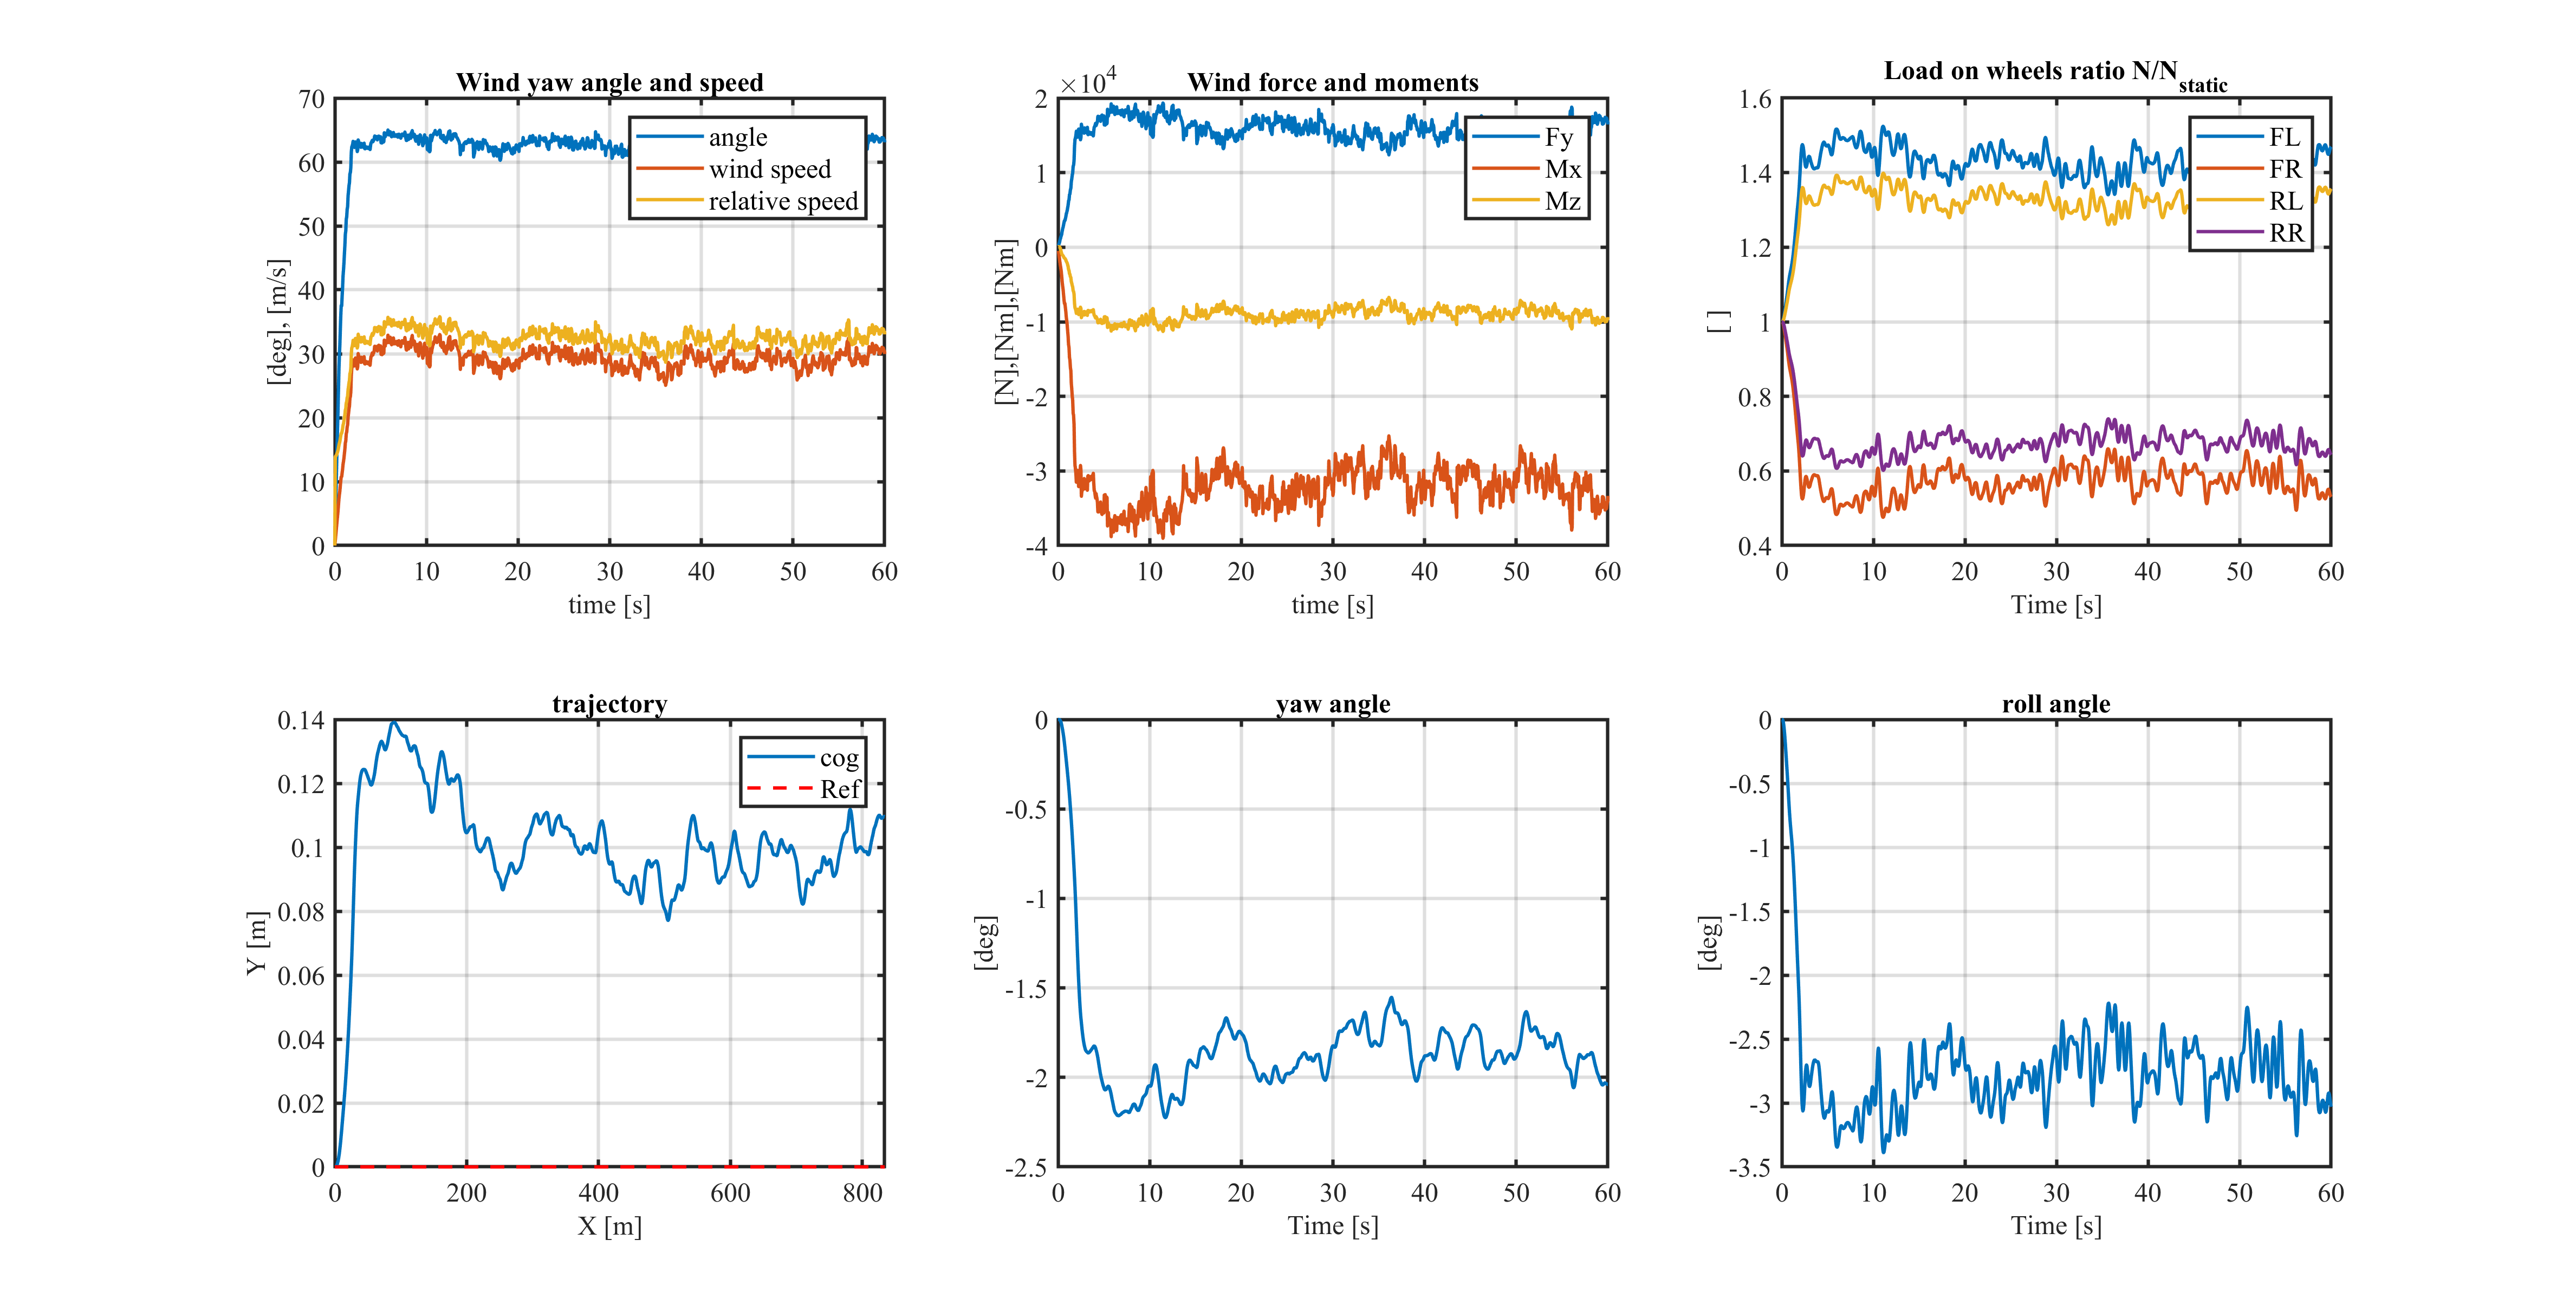 Wind yaw angle and speed
70
60
50
40
30
20
10
0
0 10 20 30 40 50 60
time [s]
[deg], [m/s]
angle
wind speed
relative speed
×10⁴
Wind force and moments
2
1
0
-1
-2
-3
-4
0 10 20 30 40 50 60
time [s]
[N],[Nm],[Nm]
Fy
Mx
Mz
Load on wheels ratio N/N_static
1.6
1.4
1.2
1
0.8
0.6
0.4
0 10 20 30 40 50 60
Time [s]
[ ]
FL
FR
RL
RR
trajectory
0.14
0.12
0.1
0.08
0.06
0.04
0.02
0
0 200 400 600 800
X [m]
Y [m]
cog
Ref
yaw angle
0
-0.5
-1
-1.5
-2
-2.5
0 10 20 30 40 50 60
Time [s]
[deg]
roll angle
0
-0.5
-1
-1.5
-2
-2.5
-3
-3.5
0 10 20 30 40 50 60
Time [s]
[deg]